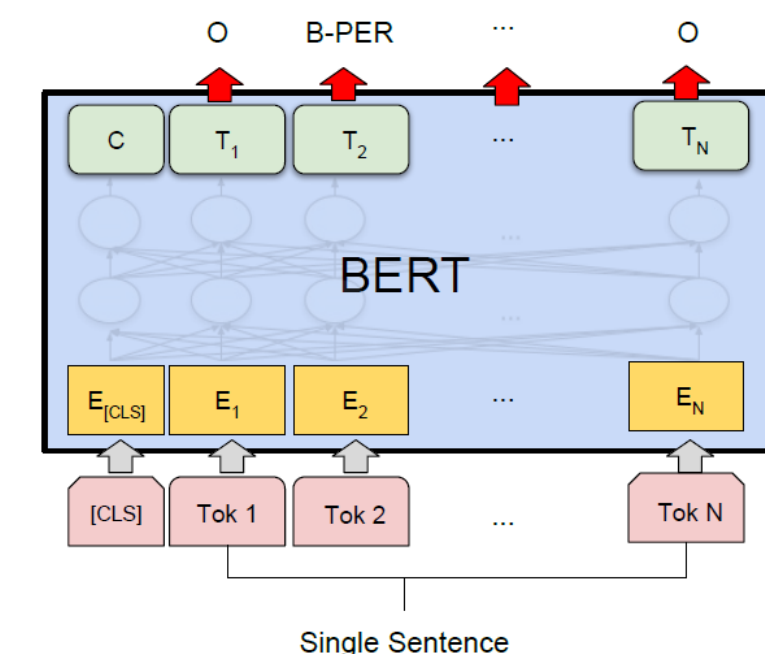 O B-PER ... O
C T1 T2 ... TN
...
BERT
...
E[CLS] E1 E2 ... EN
[CLS] Tok 1 Tok 2 ... Tok N
Single Sentence